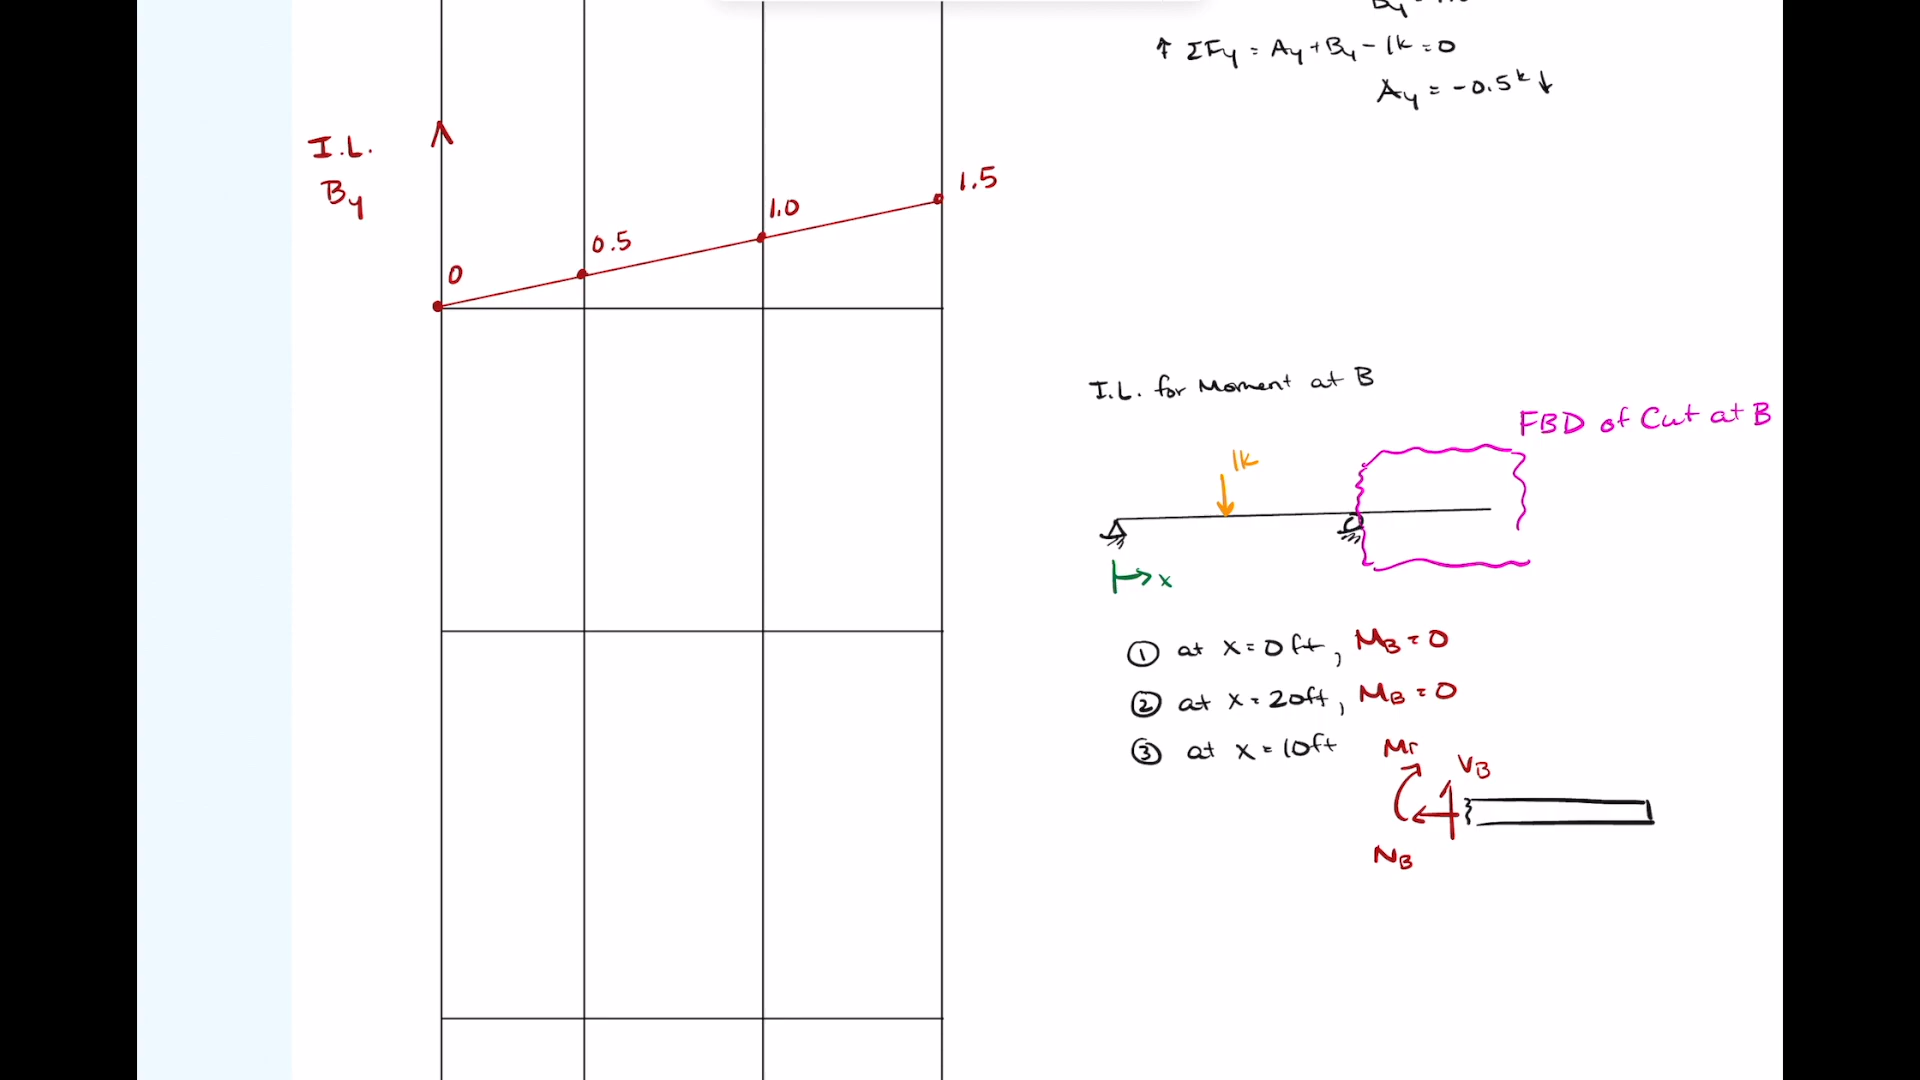 ↑ ΣFy = Ay + By - 1k = 0
Ay = -0.5k ↓
I.L.
By
0
0.5
1.0
1.5
I.L. for Moment at B
FBD of Cut at B
1k
x
① at x = 0ft, MB = 0
② at x = 20ft, MB = 0
③ at x = 10ft
Mr
VB
NB